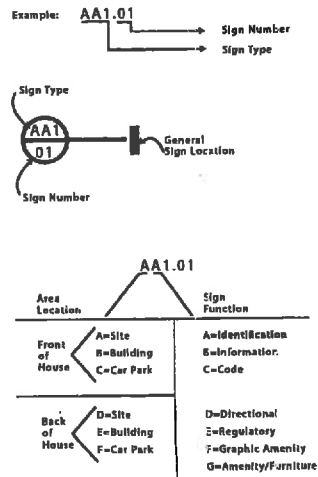 Example: AA1.01
Sign Number
Sign Type
Sign Type
AA1
01
General
Sign Location
Sign Number
AA1.01
Area
Location
Sign
Function
Front
of
House
A=Site
B=Building
C=Car Park
A=Identification
B=Information
C=Code
Back
of
House
D=Site
E=Building
F=Car Park
D=Directional
E=Regulatory
F=Graphic Amenity
G=Amenity/Furniture